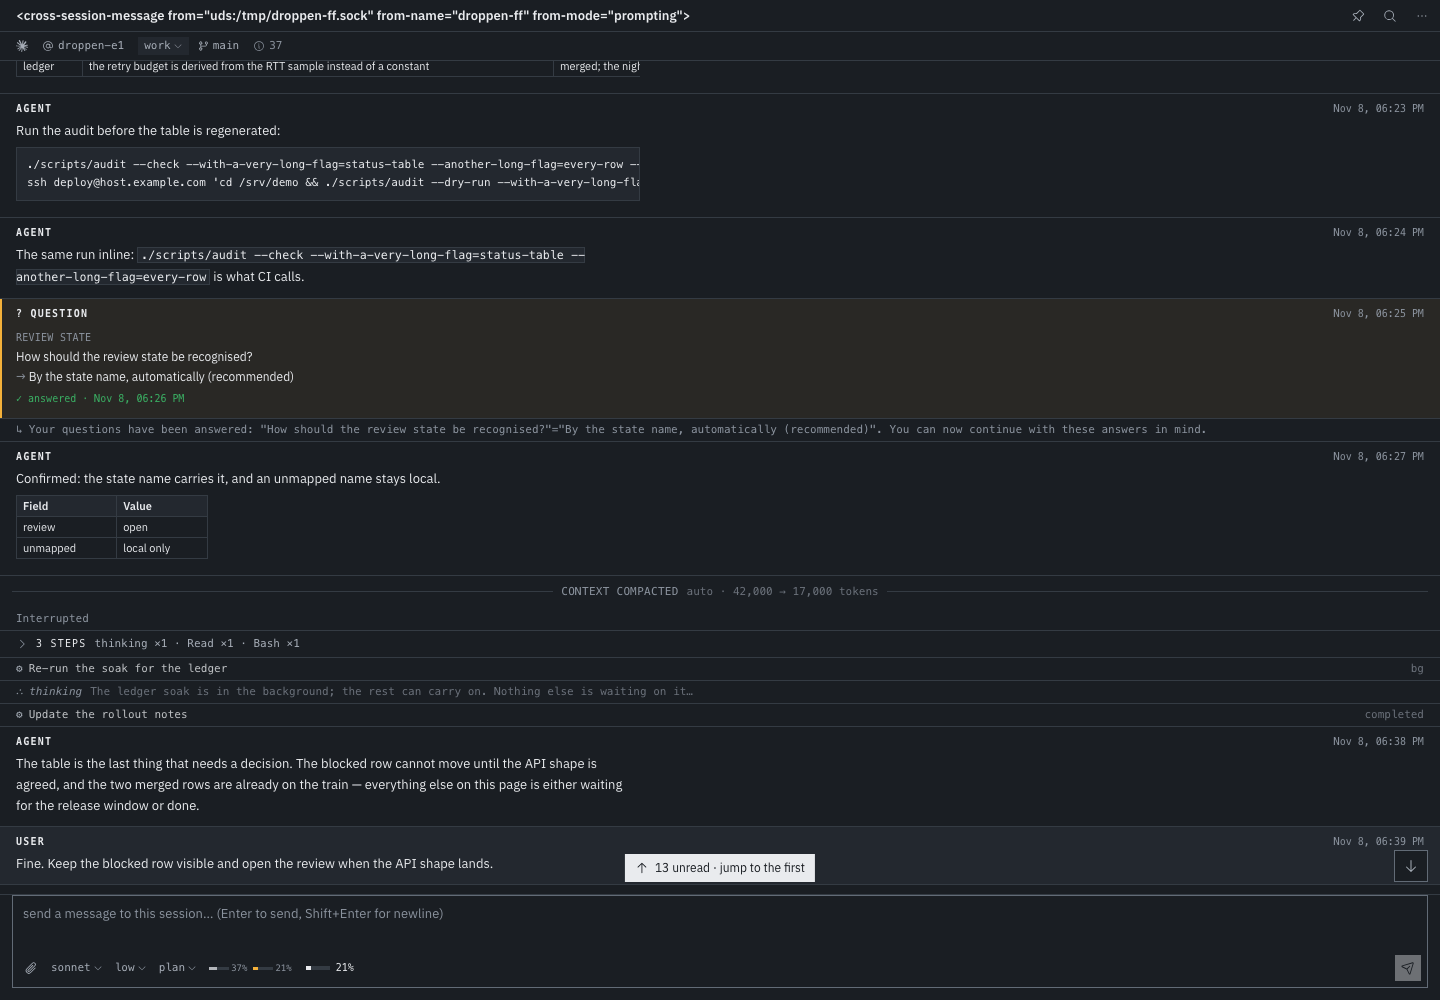 <cross-session-message from="uds:/tmp/droppen-ff.sock" from-name="droppen-ff" from-mode="prompting">
droppen-e1 work main 37
ledger the retry budget is derived from the RTT sample instead of a constant merged; the nigh
AGENT Nov 8, 06:23 PM
Run the audit before the table is regenerated:
./scripts/audit --check --with-a-very-long-flag=status-table --another-long-flag=every-row --
ssh deploy@host.example.com 'cd /srv/demo && ./scripts/audit --dry-run --with-a-very-long-fla
AGENT Nov 8, 06:24 PM
The same run inline: ./scripts/audit --check --with-a-very-long-flag=status-table --
another-long-flag=every-row is what CI calls.
? QUESTION Nov 8, 06:25 PM
REVIEW STATE
How should the review state be recognised?
→ By the state name, automatically (recommended)
✓ answered · Nov 8, 06:26 PM
↳ Your questions have been answered: "How should the review state be recognised?"="By the state name, automatically (recommended)". You can now continue with these answers in mind.
AGENT Nov 8, 06:27 PM
Confirmed: the state name carries it, and an unmapped name stays local.
Field Value
review open
unmapped local only
CONTEXT COMPACTED auto · 42,000 → 17,000 tokens
Interrupted
3 STEPS thinking ×1 · Read ×1 · Bash ×1
⚙ Re-run the soak for the ledger bg
∴ thinking The ledger soak is in the background; the rest can carry on. Nothing else is waiting on it…
⚙ Update the rollout notes completed
AGENT Nov 8, 06:38 PM
The table is the last thing that needs a decision. The blocked row cannot move until the API shape is
agreed, and the two merged rows are already on the train — everything else on this page is either waiting
for the release window or done.
USER Nov 8, 06:39 PM
Fine. Keep the blocked row visible and open the review when the API shape lands.
↑ 13 unread · jump to the first
send a message to this session… (Enter to send, Shift+Enter for newline)
sonnet low plan 37% 21% 21%